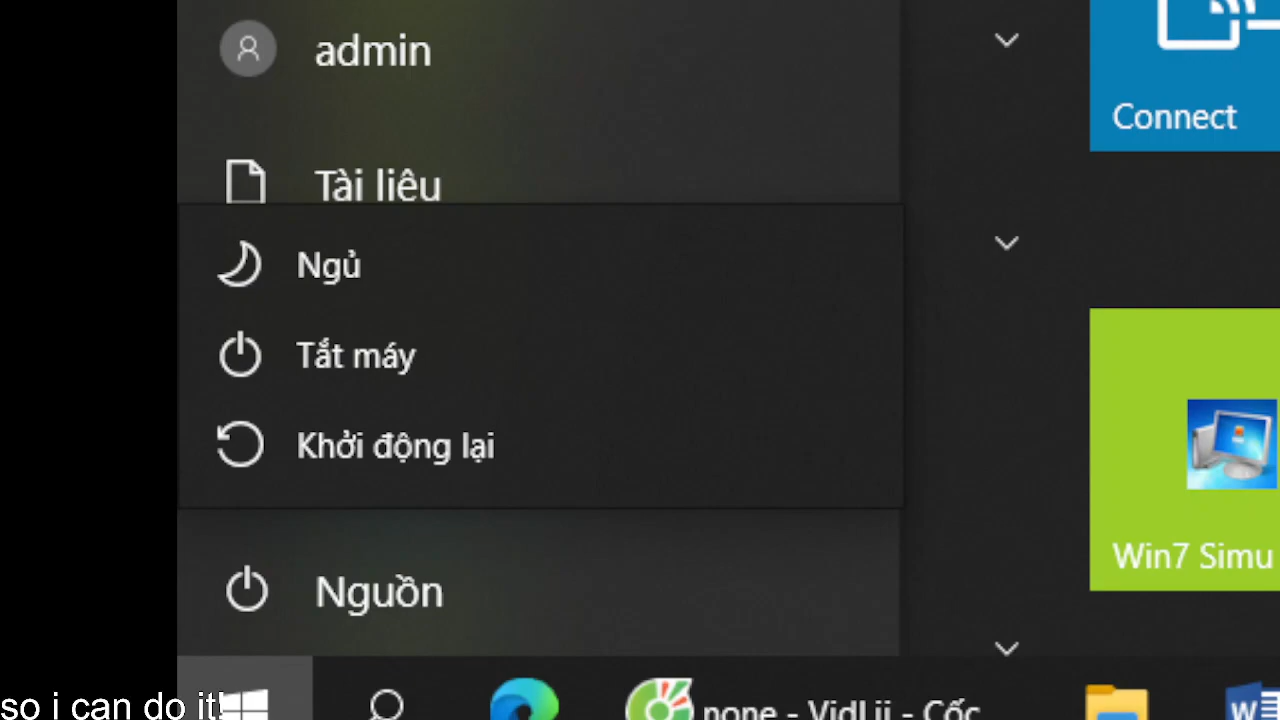 admin
Connect
Tài liệu
Ngủ
Tắt máy
Khởi động lại
Win7 Simu
Nguồn
so i can do it!
none - VidLii - Cốc